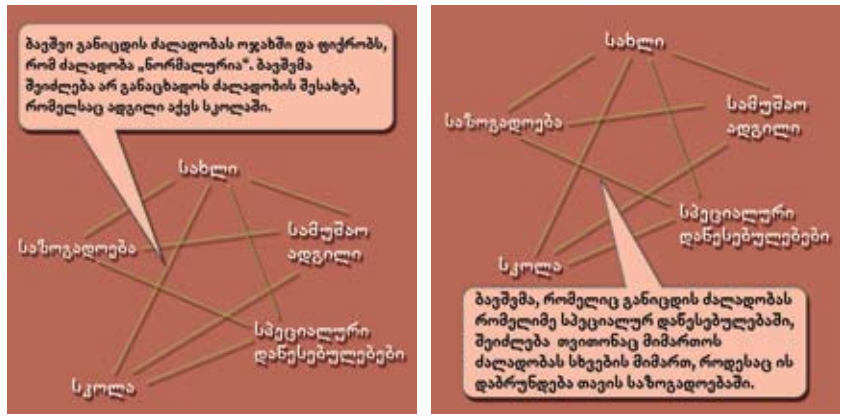 ბავშვი განიცდის ძალადობას ოჯახში და ფიქრობს,
რომ ძალადობა „ნორმალურია“. ბავშვმა
შეიძლება არ განაცხადოს ძალადობის შესახებ,
რომელსაც ადგილი აქვს სკოლაში.
სახლი
საზოგადოება
სამუშაო
ადგილი
სპეციალური
დაწესებულებები
სკოლა
სახლი
საზოგადოება
სამუშაო
ადგილი
სპეციალური
დაწესებულებები
სკოლა
ბავშვმა, რომელიც განიცდის ძალადობას
რომელიმე სპეციალურ დაწესებულებაში,
შეიძლება თვითონაც მიმართოს
ძალადობას სხვების მიმართ, როდესაც ის
დაბრუნდება თავის საზოგადოებაში.